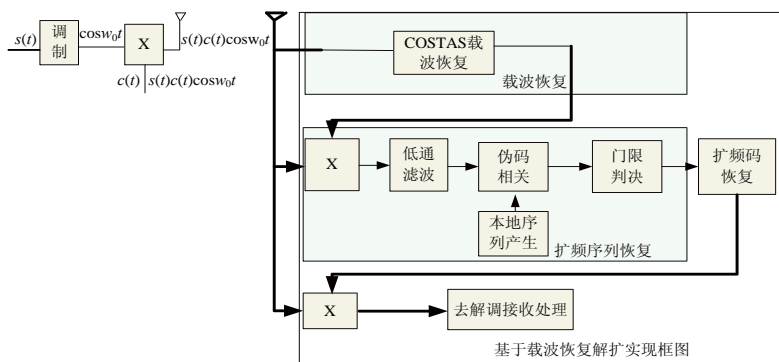 s(t)
调制
cosw₀t
X
s(t)c(t)cosw₀t
c(t)
s(t)c(t)cosw₀t
COSTAS载
波恢复
载波恢复
X
低通
滤波
伪码
相关
门限
判决
扩频码
恢复
本地序
列产生
扩频序列恢复
X
去解调接收处理
基于载波恢复解扩实现框图